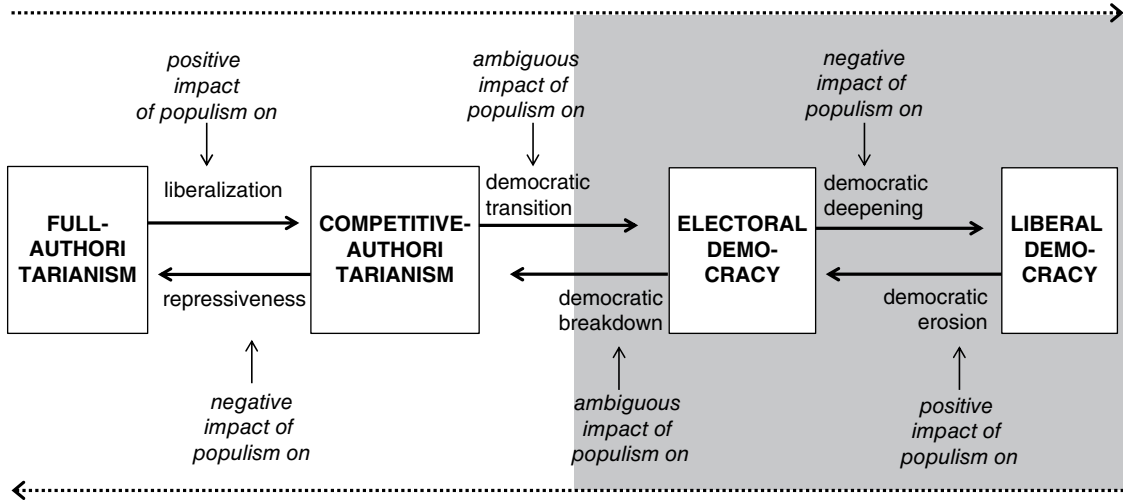 positive
impact
of populism on
ambiguous
impact of
populism on
negative
impact of
populism on
liberalization
democratic
transition
democratic
deepening
FULL-
AUTHORI
TARIANISM
COMPETITIVE-
AUTHORI
TARIANISM
ELECTORAL
DEMO-
CRACY
LIBERAL
DEMO-
CRACY
repressiveness
democratic
breakdown
democratic
erosion
negative
impact of
populism on
ambiguous
impact of
populism on
positive
impact of
populism on